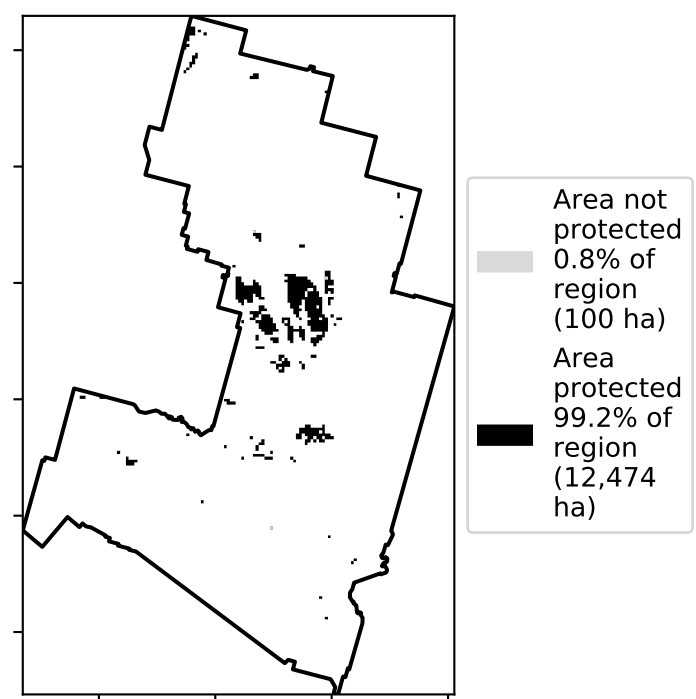 Area not
protected
0.8% of
region
(100 ha)
Area
protected
99.2% of
region
(12,474
ha)